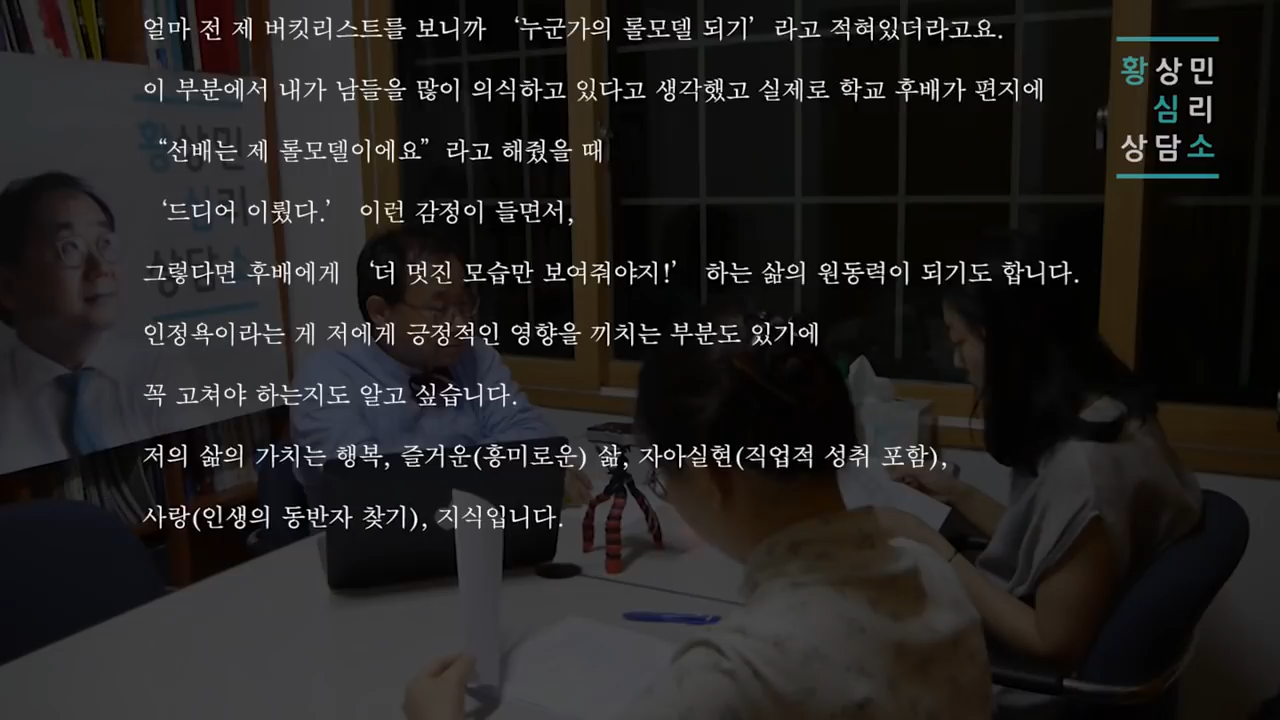 얼마 전 제 버킷리스트를 보니까 ‘누군가의 롤모델 되기’ 라고 적혀있더라고요.
이 부분에서 내가 남들을 많이 의식하고 있다고 생각했고 실제로 학교 후배가 편지에
“선배는 제 롤모델이에요” 라고 해줬을 때
‘드디어 이뤘다.’ 이런 감정이 들면서,
그렇다면 후배에게 ‘더 멋진 모습만 보여줘야지!’ 하는 삶의 원동력이 되기도 합니다.
인정욕이라는 게 저에게 긍정적인 영향을 끼치는 부분도 있기에
꼭 고쳐야 하는지도 알고 싶습니다.
저의 삶의 가치는 행복, 즐거운(흥미로운) 삶, 자아실현(직업적 성취 포함),
사랑(인생의 동반자 찾기), 지식입니다.
황상민
심리
상담소
황상민
심리
상담소